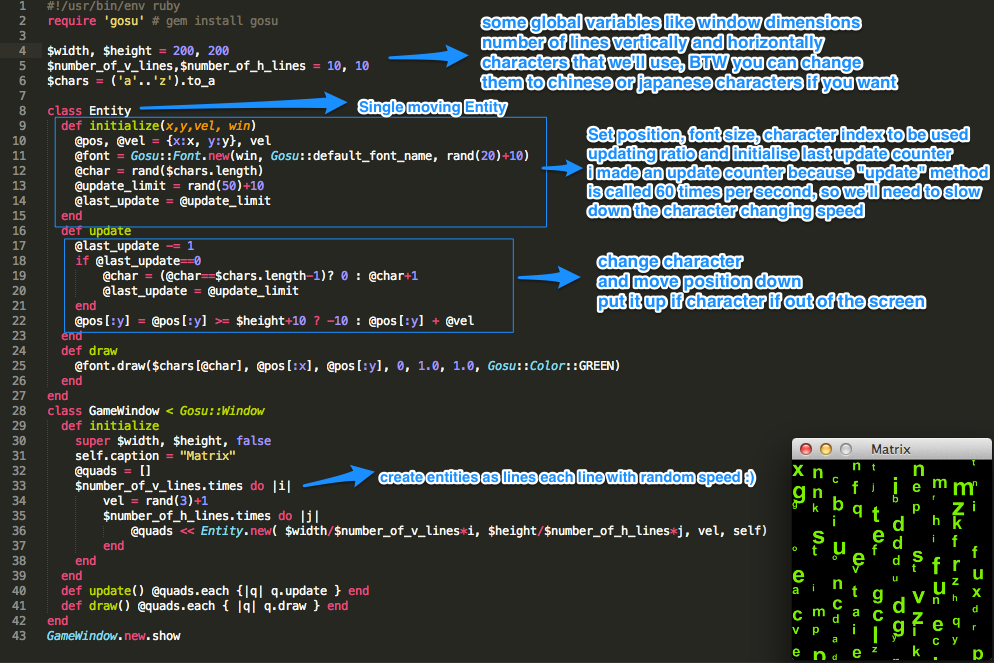 1 #!/usr/bin/env ruby
2 require 'gosu' # gem install gosu
3
4 $width, $height = 200, 200
5 $number_of_v_lines,$number_of_h_lines = 10, 10
6 $chars = ('a'..'z').to_a
7
8 class Entity
9   def initialize(x,y,vel, win)
10     @pos, @vel = {x:x, y:y}, vel
11     @font = Gosu::Font.new(win, Gosu::default_font_name, rand(20)+10)
12     @char = rand($chars.length)
13     @update_limit = rand(50)+10
14     @last_update = @update_limit
15   end
16   def update
17     @last_update -= 1
18     if @last_update==0
19         @char = (@char==$chars.length-1)? 0 : @char+1
20         @last_update = @update_limit
21     end
22     @pos[:y] = @pos[:y] >= $height+10 ? -10 : @pos[:y] + @vel
23   end
24   def draw
25     @font.draw($chars[@char], @pos[:x], @pos[:y], 0, 1.0, 1.0, Gosu::Color::GREEN)
26   end
27 end
28 class GameWindow < Gosu::Window
29   def initialize
30     super $width, $height, false
31     self.caption = "Matrix"
32     @quads = []
33     $number_of_v_lines.times do |i|
34         vel = rand(3)+1
35         $number_of_h_lines.times do |j|
36             @quads << Entity.new( $width/$number_of_v_lines*i, $height/$number_of_h_lines*j, vel, self)
37         end
38     end
39   end
40   def update() @quads.each {|q| q.update } end
41   def draw() @quads.each { |q| q.draw } end
42 end
43 GameWindow.new.show
some global variables like window dimensions
number of lines vertically and horizontally
characters that we'll use, BTW you can change
them to chinese or japanese characters if you want
Single moving Entity
Set position, font size, character index to be used
updating ratio and initialise last update counter
i made an update counter because "update" method
is called 60 times per second, so we'll need to slow
down the character changing speed
change character
and move position down
put it up if character if out of the screen
create entities as lines each line with random speed :)
Matrix